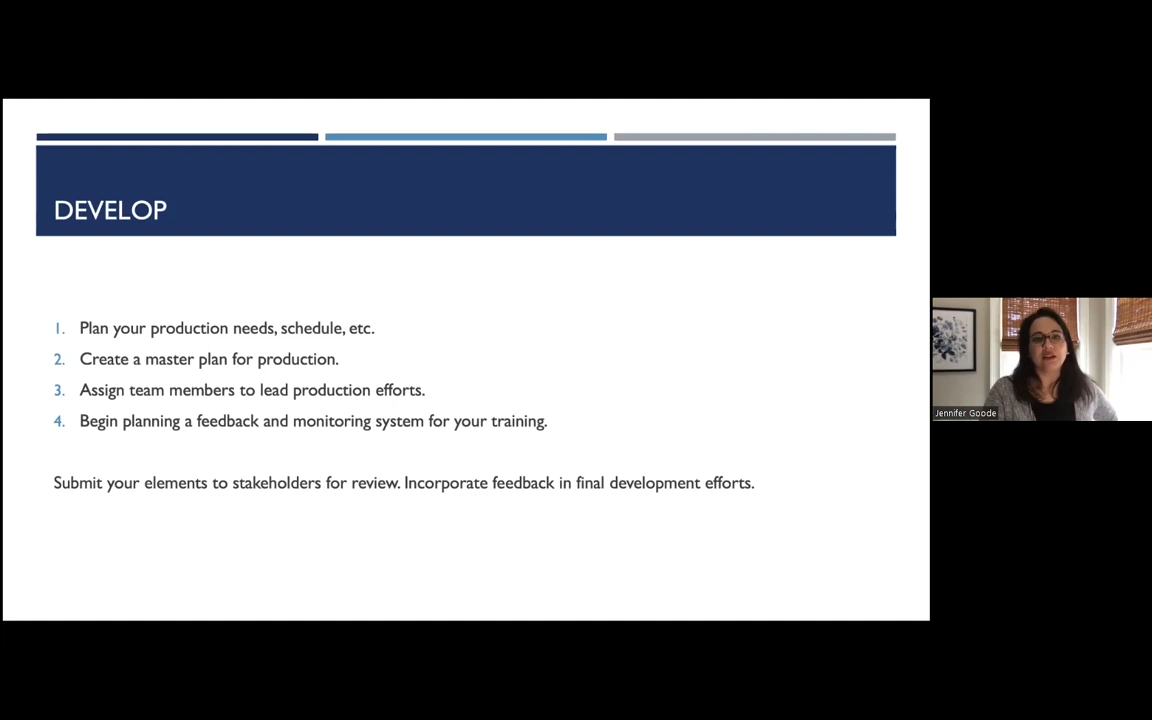 DEVELOP
1. Plan your production needs, schedule, etc.
2. Create a master plan for production.
3. Assign team members to lead production efforts.
4. Begin planning a feedback and monitoring system for your training.
Submit your elements to stakeholders for review. Incorporate feedback in final development efforts.
Jennifer Goode